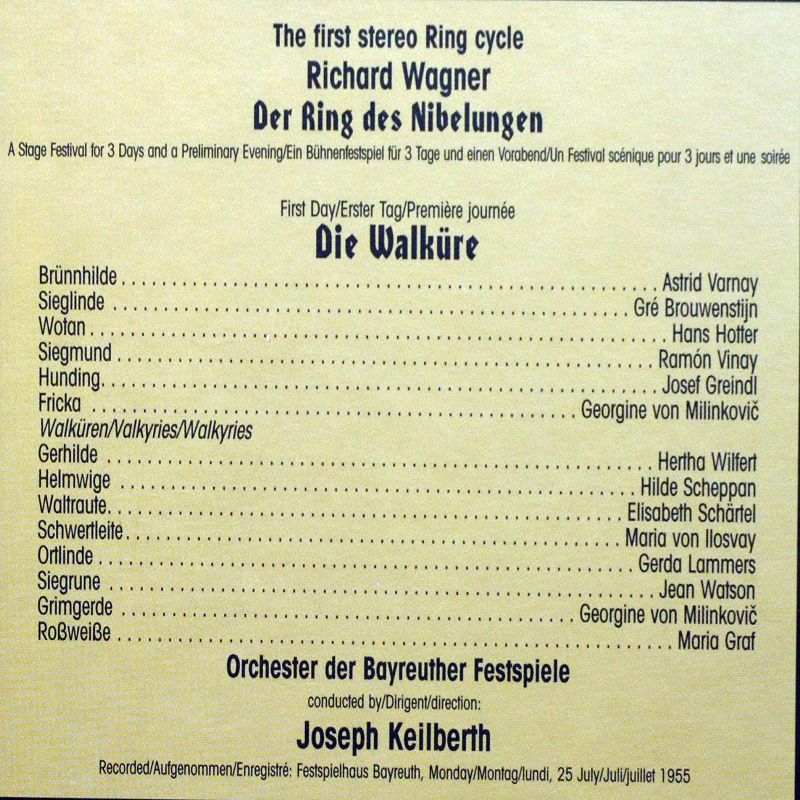 The first stereo Ring cycle
Richard Wagner
Der Ring des Nibelungen
A Stage Festival for 3 Days and a Preliminary Evening/Ein Bühnenfestspiel für 3 Tage und einen Vorabend/Un Festival scénique pour 3 jours et une soirée
First Day/Erster Tag/Première journée
Die Walküre
Brünnhilde . . . . . . . . . . . . . . . . . . . . Astrid Varnay
Sieglinde . . . . . . . . . . . . . . . . . . . . Gré Brouwenstijn
Wotan . . . . . . . . . . . . . . . . . . . . Hans Hotter
Siegmund . . . . . . . . . . . . . . . . . . . . Ramón Vinay
Hunding. . . . . . . . . . . . . . . . . . . . Josef Greindl
Fricka . . . . . . . . . . . . . . . . . . . . Georgine von Milinkovič
Walküren/Valkyries/Walkyries
Gerhilde . . . . . . . . . . . . . . . . . . . . Hertha Wilfert
Helmwige . . . . . . . . . . . . . . . . . . . . Hilde Scheppan
Waltraute. . . . . . . . . . . . . . . . . . . . Elisabeth Schärtel
Schwertleite. . . . . . . . . . . . . . . . . . . . Maria von Ilosvay
Ortlinde . . . . . . . . . . . . . . . . . . . . Gerda Lammers
Siegrune . . . . . . . . . . . . . . . . . . . . Jean Watson
Grimgerde . . . . . . . . . . . . . . . . . . . . Georgine von Milinkovič
Roßweiße . . . . . . . . . . . . . . . . . . . . Maria Graf
Orchester der Bayreuther Festspiele
conducted by/Dirigent/direction:
Joseph Keilberth
Recorded/Aufgenommen/Enregistré: Festspielhaus Bayreuth, Monday/Montag/lundi, 25 July/Juli/juillet 1955